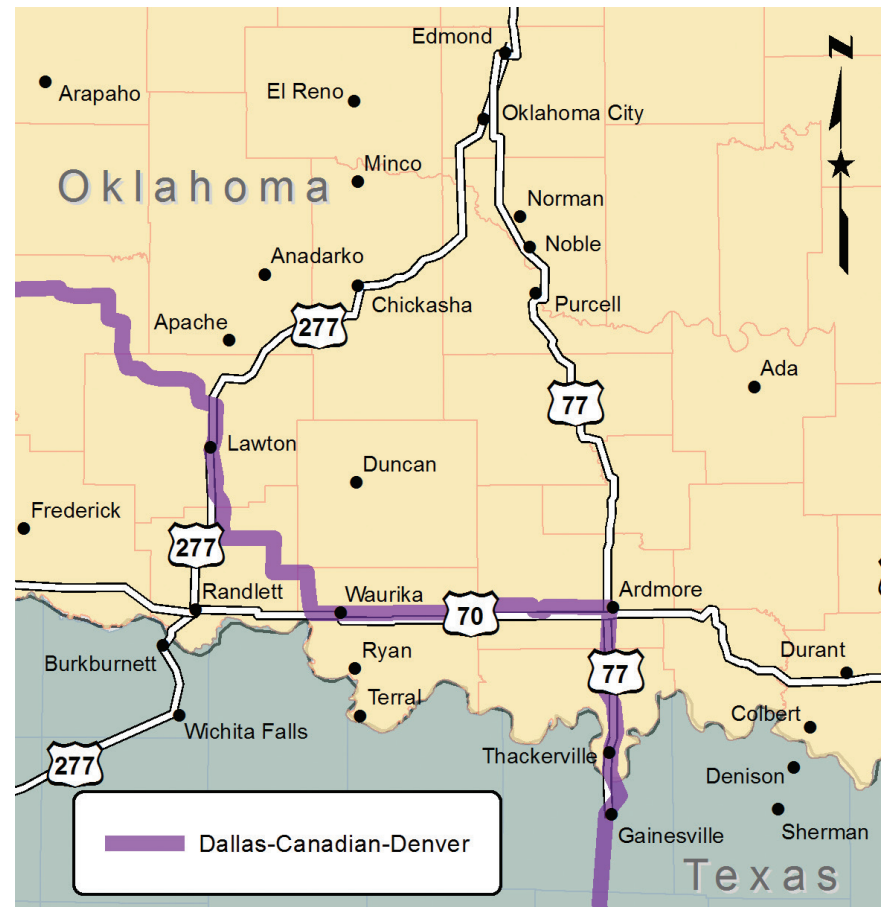 Edmond
Arapaho
El Reno
Oklahoma City
Minco
Oklahoma
Norman
Noble
Anadarko
Chickasha
Purcell
Apache
277
Ada
77
Lawton
Duncan
Frederick
277
Randlett
Waurika
70
Ardmore
Burkburnett
Ryan
77
Durant
Terral
Colbert
Wichita Falls
Thackerville
277
Denison
Gainesville
Sherman
Dallas-Canadian-Denver
Texas
N